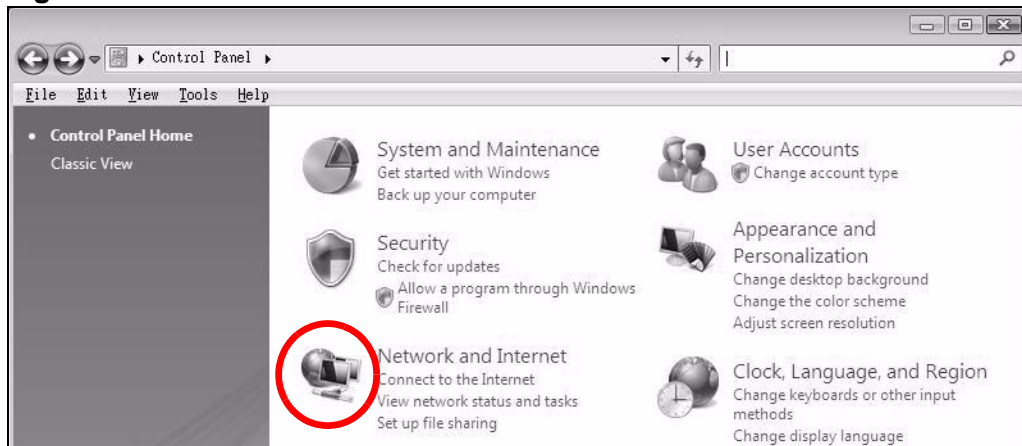 Control Panel
File Edit View Tools Help
Control Panel Home
Classic View
System and Maintenance
Get started with Windows
Back up your computer
Security
Check for updates
Allow a program through Windows
Firewall
Network and Internet
Connect to the Internet
View network status and tasks
Set up file sharing
User Accounts
Change account type
Appearance and
Personalization
Change desktop background
Change the color scheme
Adjust screen resolution
Clock, Language, and Region
Change keyboards or other input
methods
Change display language